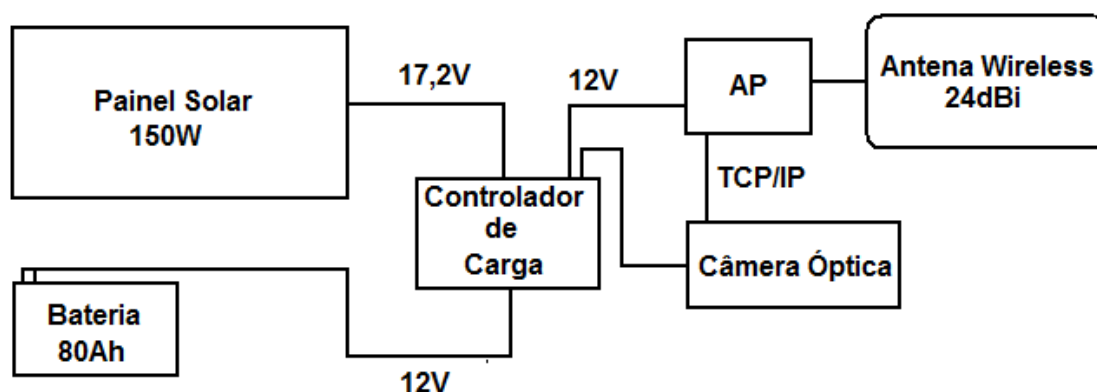 Painel Solar
150W
17,2V
12V
AP
Antena Wireless
24dBi
TCP/IP
Controlador
de
Carga
Câmera Óptica
Bateria
80Ah
12V